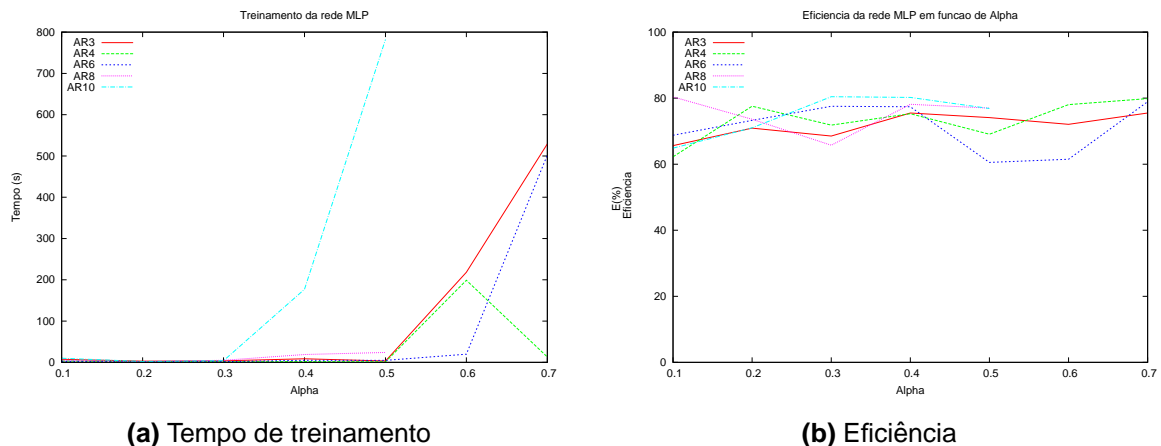 Treinamento da rede MLP
800
700
600
500
400
300
200
100
0
Tempo (s)
AR3
AR4
AR6
AR8
AR10
0.1 0.2 0.3 0.4 0.5 0.6 0.7
Alpha
(a) Tempo de treinamento
Eficiencia da rede MLP em funcao de Alpha
100
80
60
40
20
0
E(%)
Eficiencia
AR3
AR4
AR6
AR8
AR10
0.1 0.2 0.3 0.4 0.5 0.6 0.7
Alpha
(b) Eficiência